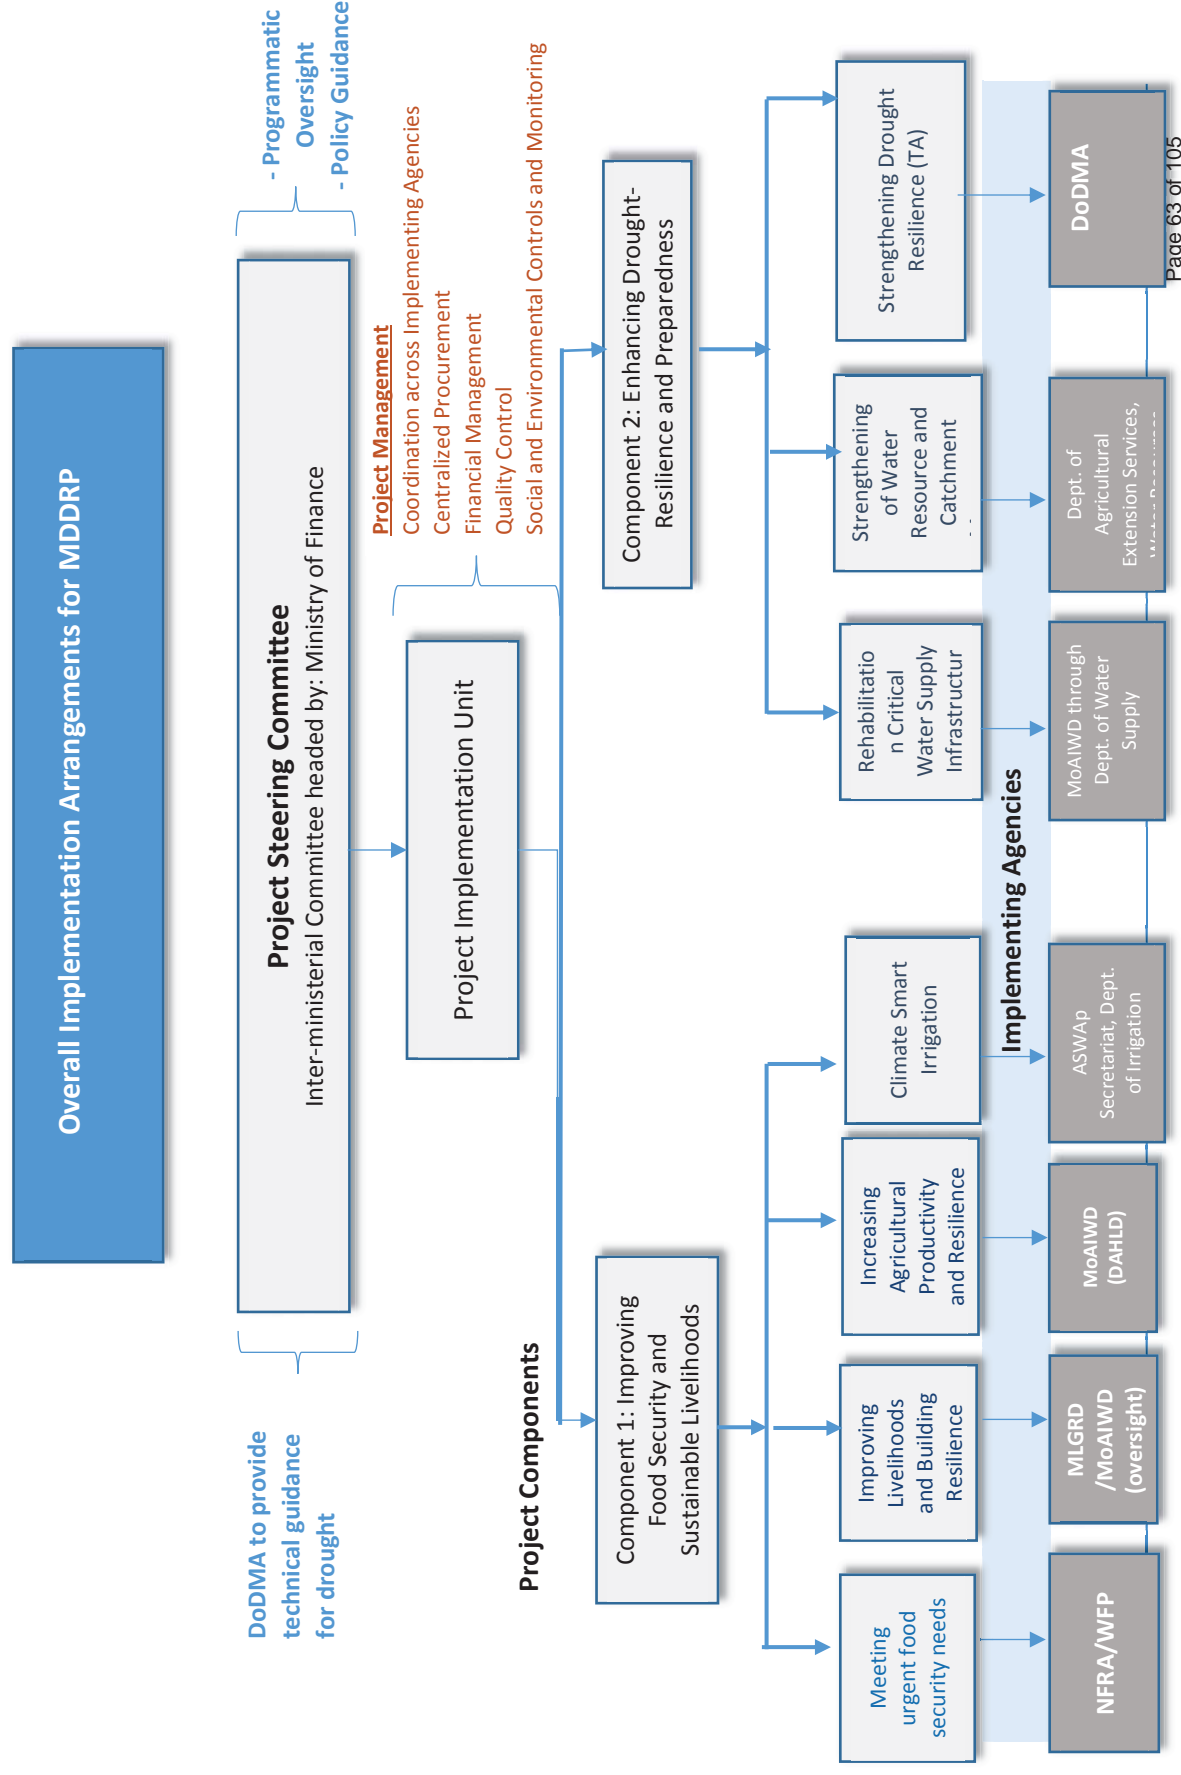 Overall Implementation Arrangements for MDDRP
DoDMA to provide
technical guidance
for drought
Project Steering Committee
Inter-ministerial Committee headed by: Ministry of Finance
- Programmatic
Oversight
- Policy Guidance
Project Implementation Unit
Project Management
Coordination across Implementing Agencies
Centralized Procurement
Financial Management
Quality Control
Social and Environmental Controls and Monitoring
Project Components
Component 1: Improving
Food Security and
Sustainable Livelihoods
Component 2: Enhancing Drought-
Resilience and Preparedness
Meeting
urgent food
security needs
Improving
Livelihoods
and Building
Resilience
Increasing
Agricultural
Productivity
and Resilience
Climate Smart
Irrigation
Rehabilitatio
n Critical
Water Supply
Infrastructur
Strengthening
of Water
Resource and
Catchment
Strengthening Drought
Resilience (TA)
Implementing Agencies
NFRA/WFP
MLGRD
/MoAIWD
(oversight)
MoAIWD
(DAHLD)
ASWAp
Secretariat, Dept.
of Irrigation
MoAIWD through
Dept. of Water
Supply
Dept. of
Agricultural
Extension Services,
DoDMA
Page 63 of 105